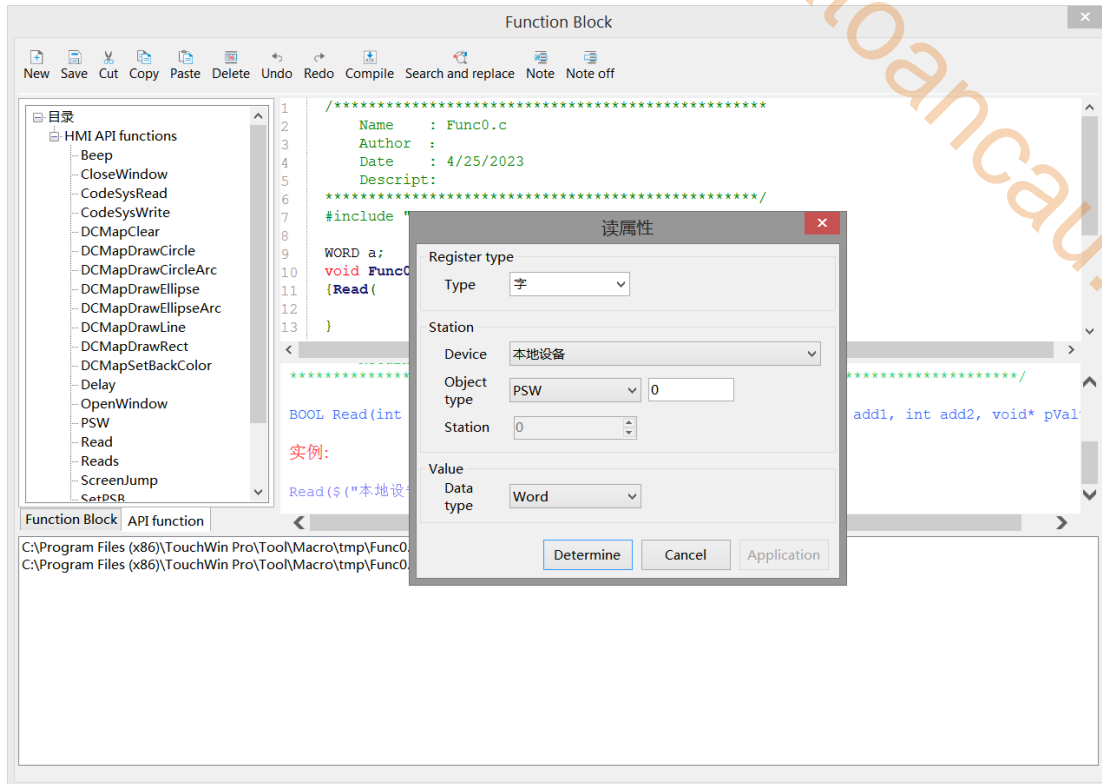 Function Block
New Save Cut Copy Paste Delete Undo Redo Compile Search and replace Note Note off
目录
HMI API functions
Beep
CloseWindow
CodeSysRead
CodeSysWrite
DCMapClear
DCMapDrawCircle
DCMapDrawCircleArc
DCMapDrawEllipse
DCMapDrawEllipseArc
DCMapDrawLine
DCMapDrawRect
DCMapSetBackColor
Delay
OpenWindow
PSW
Read
Reads
ScreenJump
SetPSB
Function Block API function
1 /**************************************************
2 Name : Func0.c
3 Author :
4 Date : 4/25/2023
5 Descript:
6 **************************************************/
7 #include "
8
9 WORD a;
10 void Func0
11 {Read(
12
13 }
BOOL Read(int add1, int add2, void* pVal
实例:
Read($("本地设
读属性
Register type
Type 字
Station
Device 本地设备
Object type PSW 0
Station 0
Value
Data type Word
Determine Cancel Application
C:\Program Files (x86)\TouchWin Pro\Tool\Macro\tmp\Func0.
C:\Program Files (x86)\TouchWin Pro\Tool\Macro\tmp\Func0.
toancau.